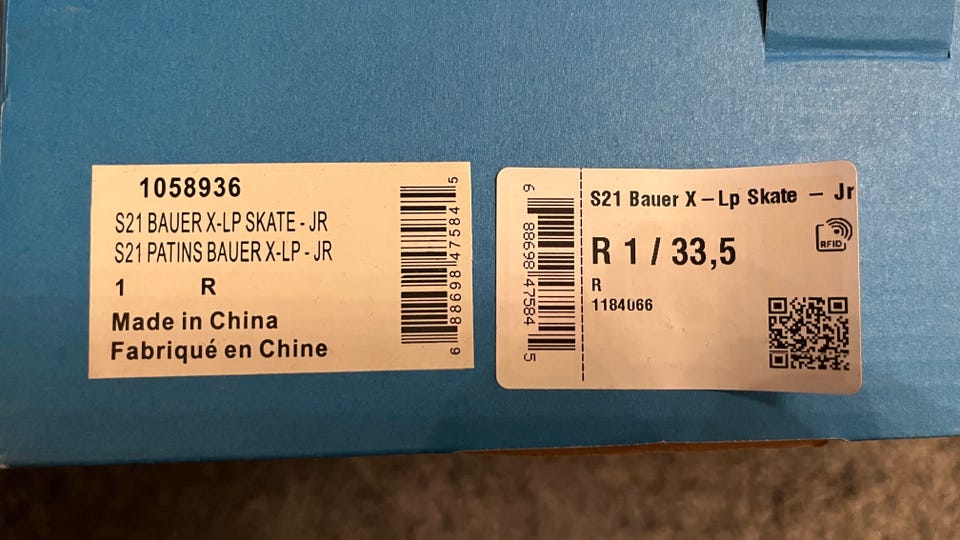 1058936
S21 BAUER X-LP SKATE - JR
S21 PATINS BAUER X-LP - JR
1 R
Made in China
Fabriqué en Chine
6 88698 47584 5
S21 Bauer X – Lp Skate – Jr
RFID
R 1 / 33,5
R
1184066
6 88698 47584 5